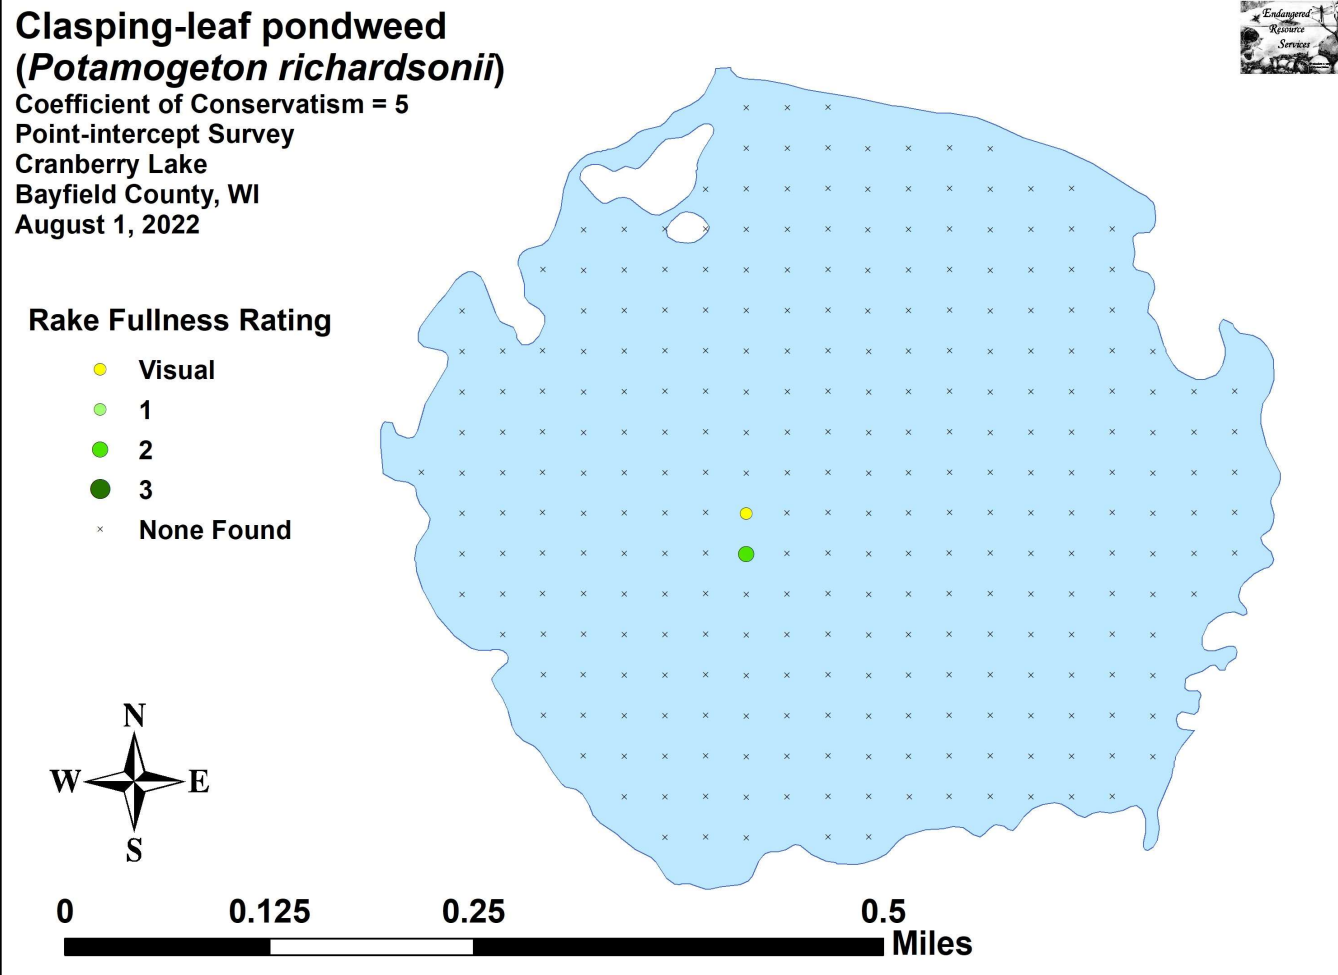 Clasping-leaf pondweed
(Potamogeton richardsonii)
Coefficient of Conservatism = 5
Point-intercept Survey
Cranberry Lake
Bayfield County, WI
August 1, 2022
Endangered
Resource
Services
Rake Fullness Rating
Visual
1
2
3
None Found
N
W E
S
0 0.125 0.25 0.5
Miles